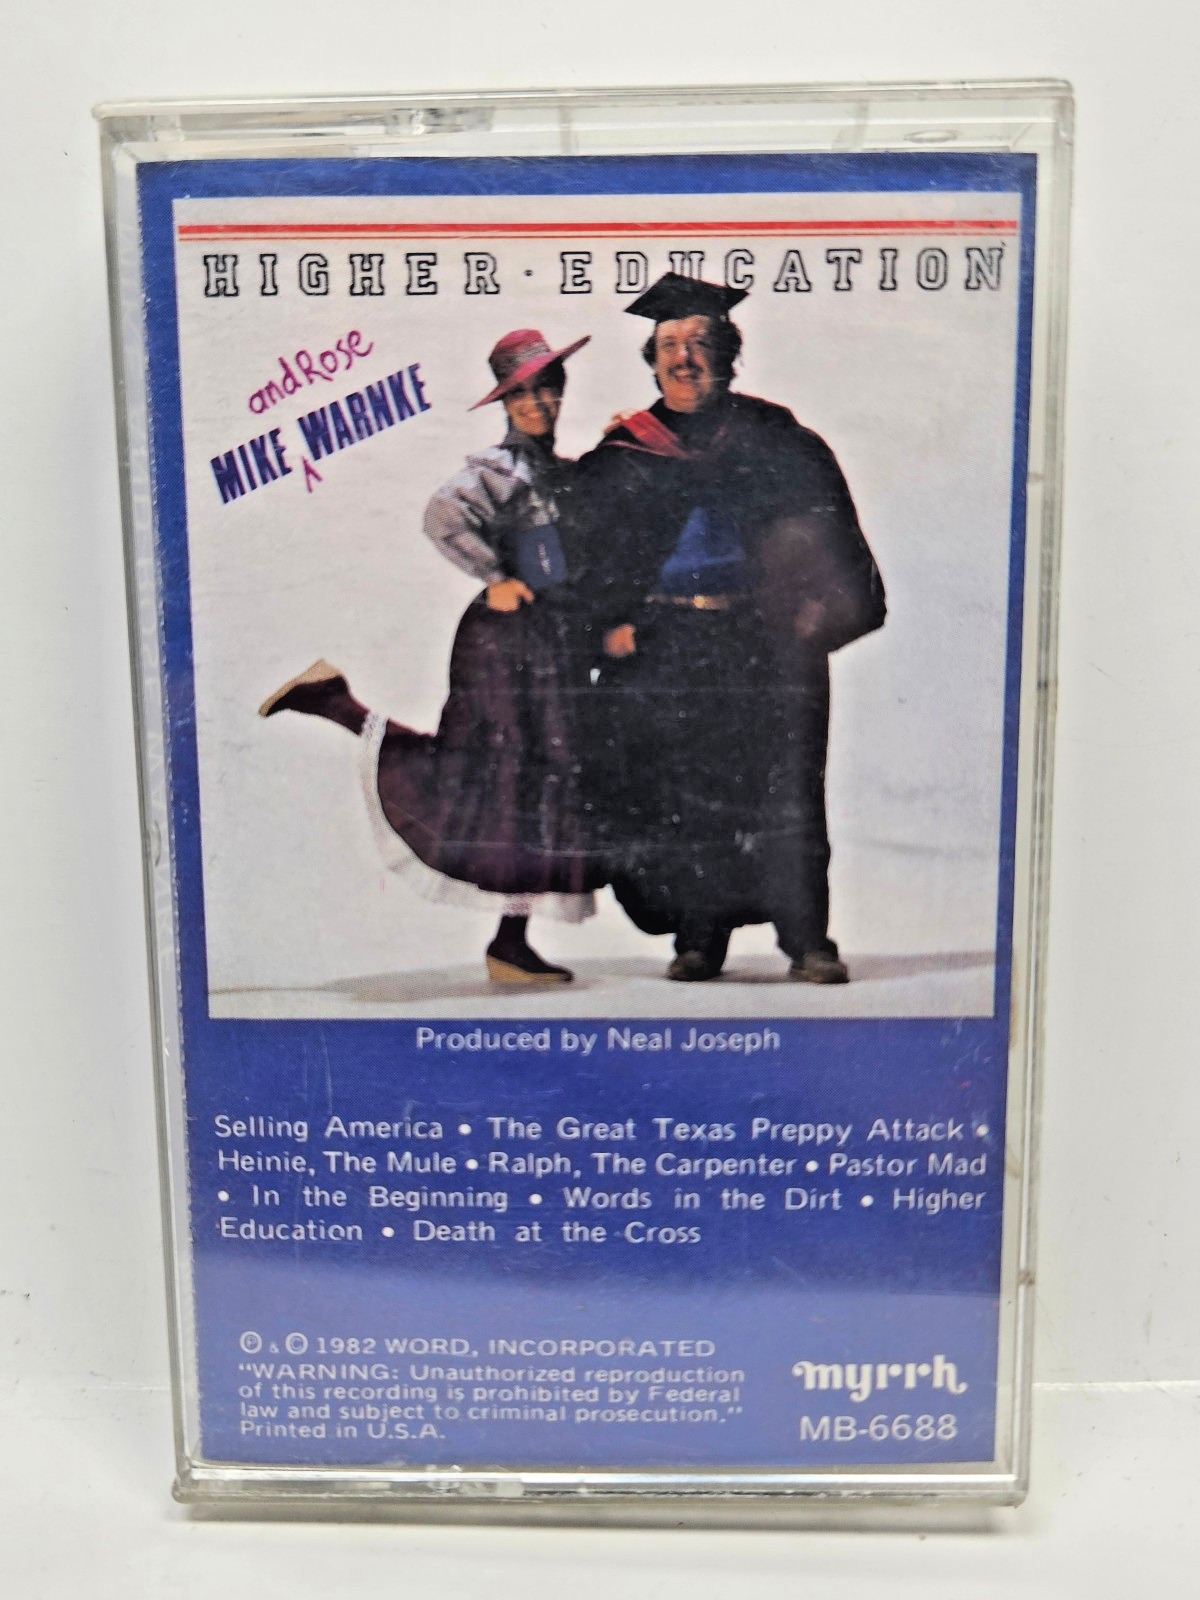 HIGHER · EDUCATION
and Rose
MIKE ^ WARNKE
Produced by Neal Joseph
Selling America • The Great Texas Preppy Attack •
Heinie, The Mule • Ralph, The Carpenter • Pastor Mad
• In the Beginning • Words in the Dirt • Higher
Education • Death at the Cross
℗ & © 1982 WORD, INCORPORATED
"WARNING: Unauthorized reproduction
of this recording is prohibited by Federal
law and subject to criminal prosecution."
Printed in U.S.A.
myrrh
MB-6688